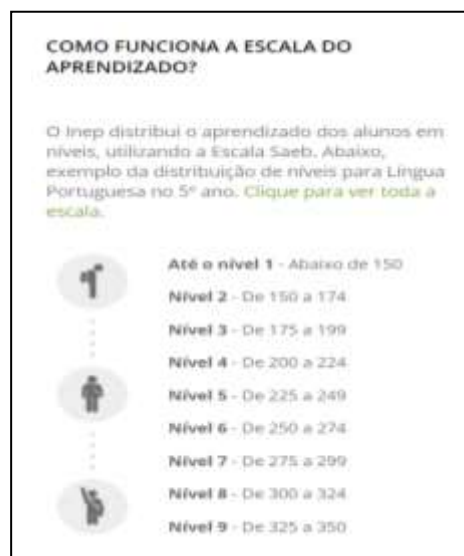 COMO FUNCIONA A ESCALA DO
APRENDIZADO?
O Inep distribui o aprendizado dos alunos em
níveis, utilizando a Escala Saeb. Abaixo,
exemplo da distribuição de níveis para Língua
Portuguesa no 5º ano. Clique para ver toda a
escala.
Até o nível 1 - Abaixo de 150
Nível 2 - De 150 a 174
Nível 3 - De 175 a 199
Nível 4 - De 200 a 224
Nível 5 - De 225 a 249
Nível 6 - De 250 a 274
Nível 7 - De 275 a 299
Nível 8 - De 300 a 324
Nível 9 - De 325 a 350